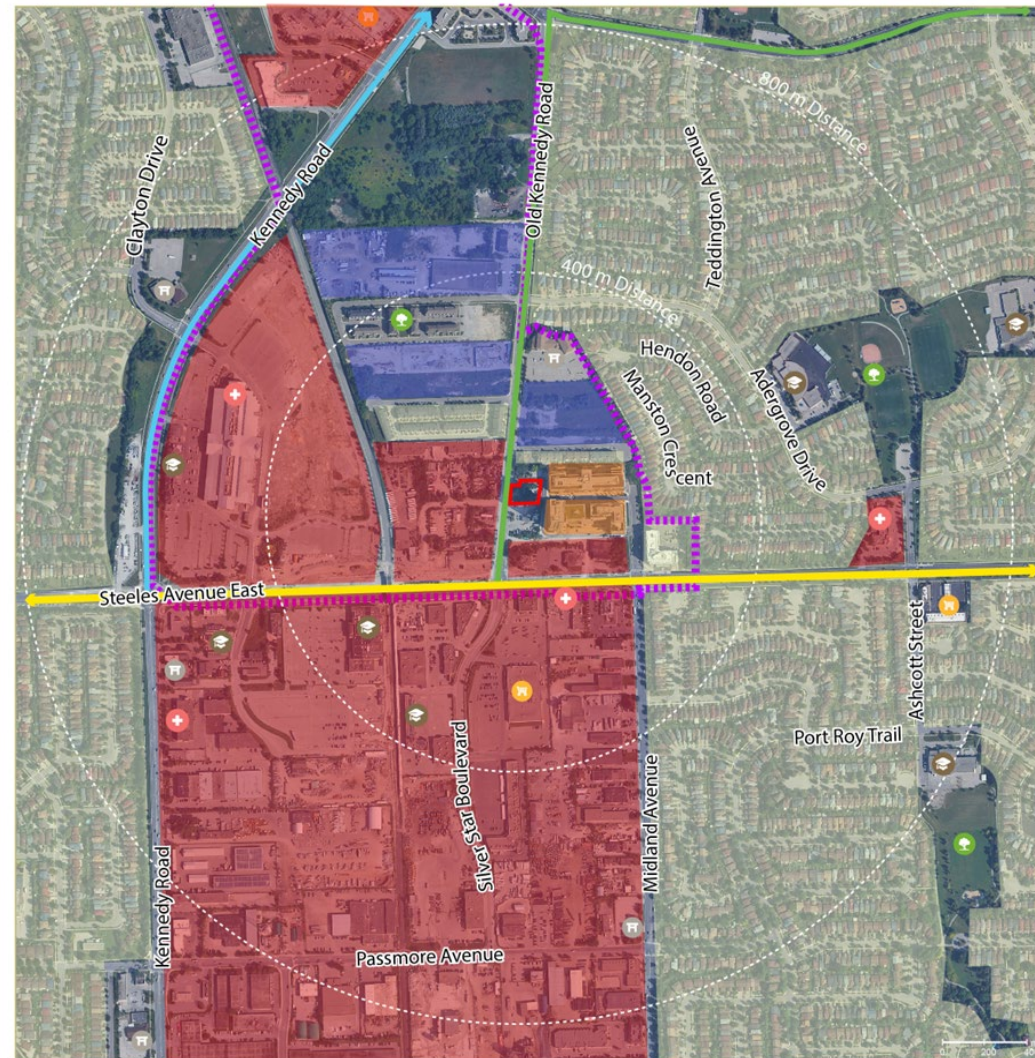 800 m Distance
Clayton Drive
Kennedy Road
Old Kennedy Road
Teddington Avenue
400 m Distance
Hendon Road
Manston Crescent
Adergrove Drive
Steeles Avenue East
Ashcott Street
Port Roy Trail
Silver Star Boulevard
Midland Avenue
Kennedy Road
Passmore Avenue
200